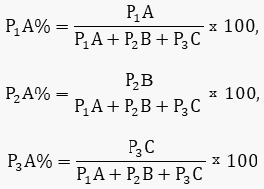 P₁A% = P₁A / (P₁A + P₂B + P₃C) x 100,
P₂A% = P₂B / (P₁A + P₂B + P₃C) x 100,
P₃A% = P₃C / (P₁A + P₂B + P₃C) x 100